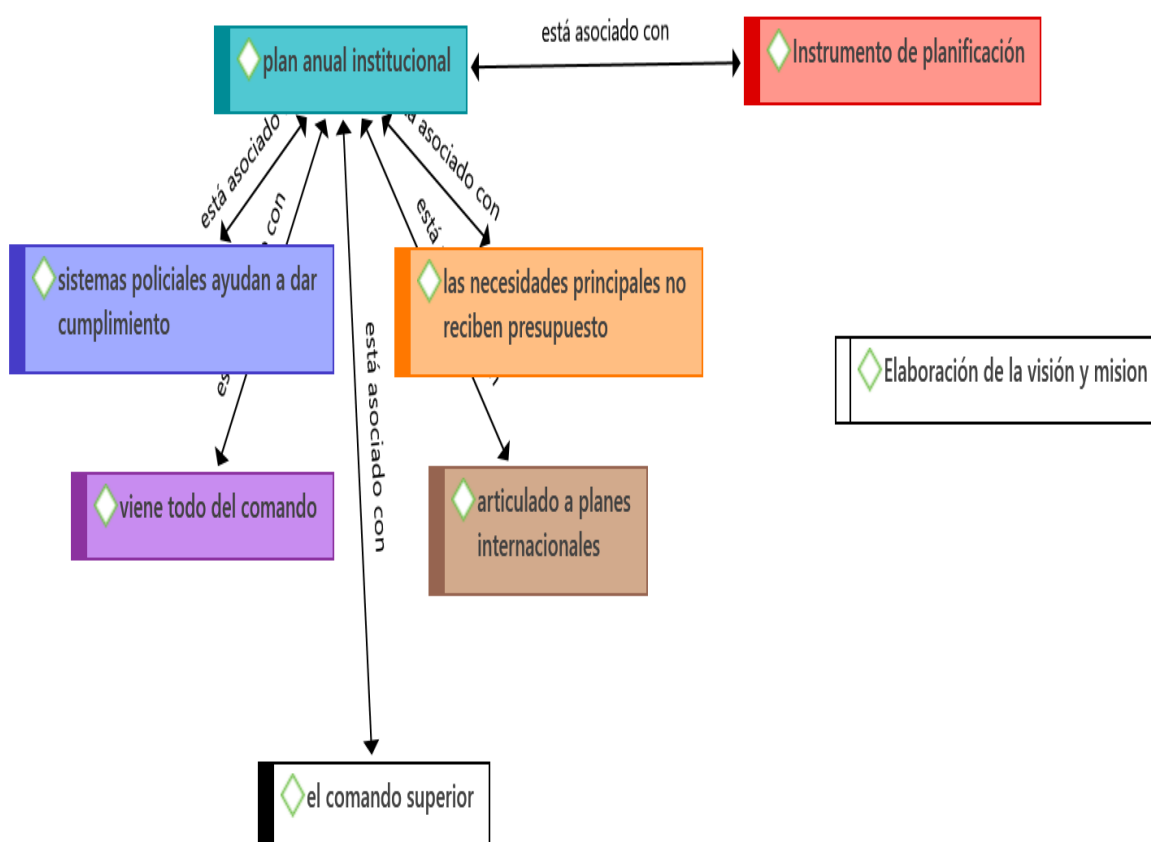 está asociado con
plan anual institucional
Instrumento de planificación
está asociado
asociado con
está
con
sistemas policiales ayudan a dar
cumplimiento
las necesidades principales no
reciben presupuesto
está asociado con
Elaboración de la visión y mision
viene todo del comando
articulado a planes
internacionales
el comando superior